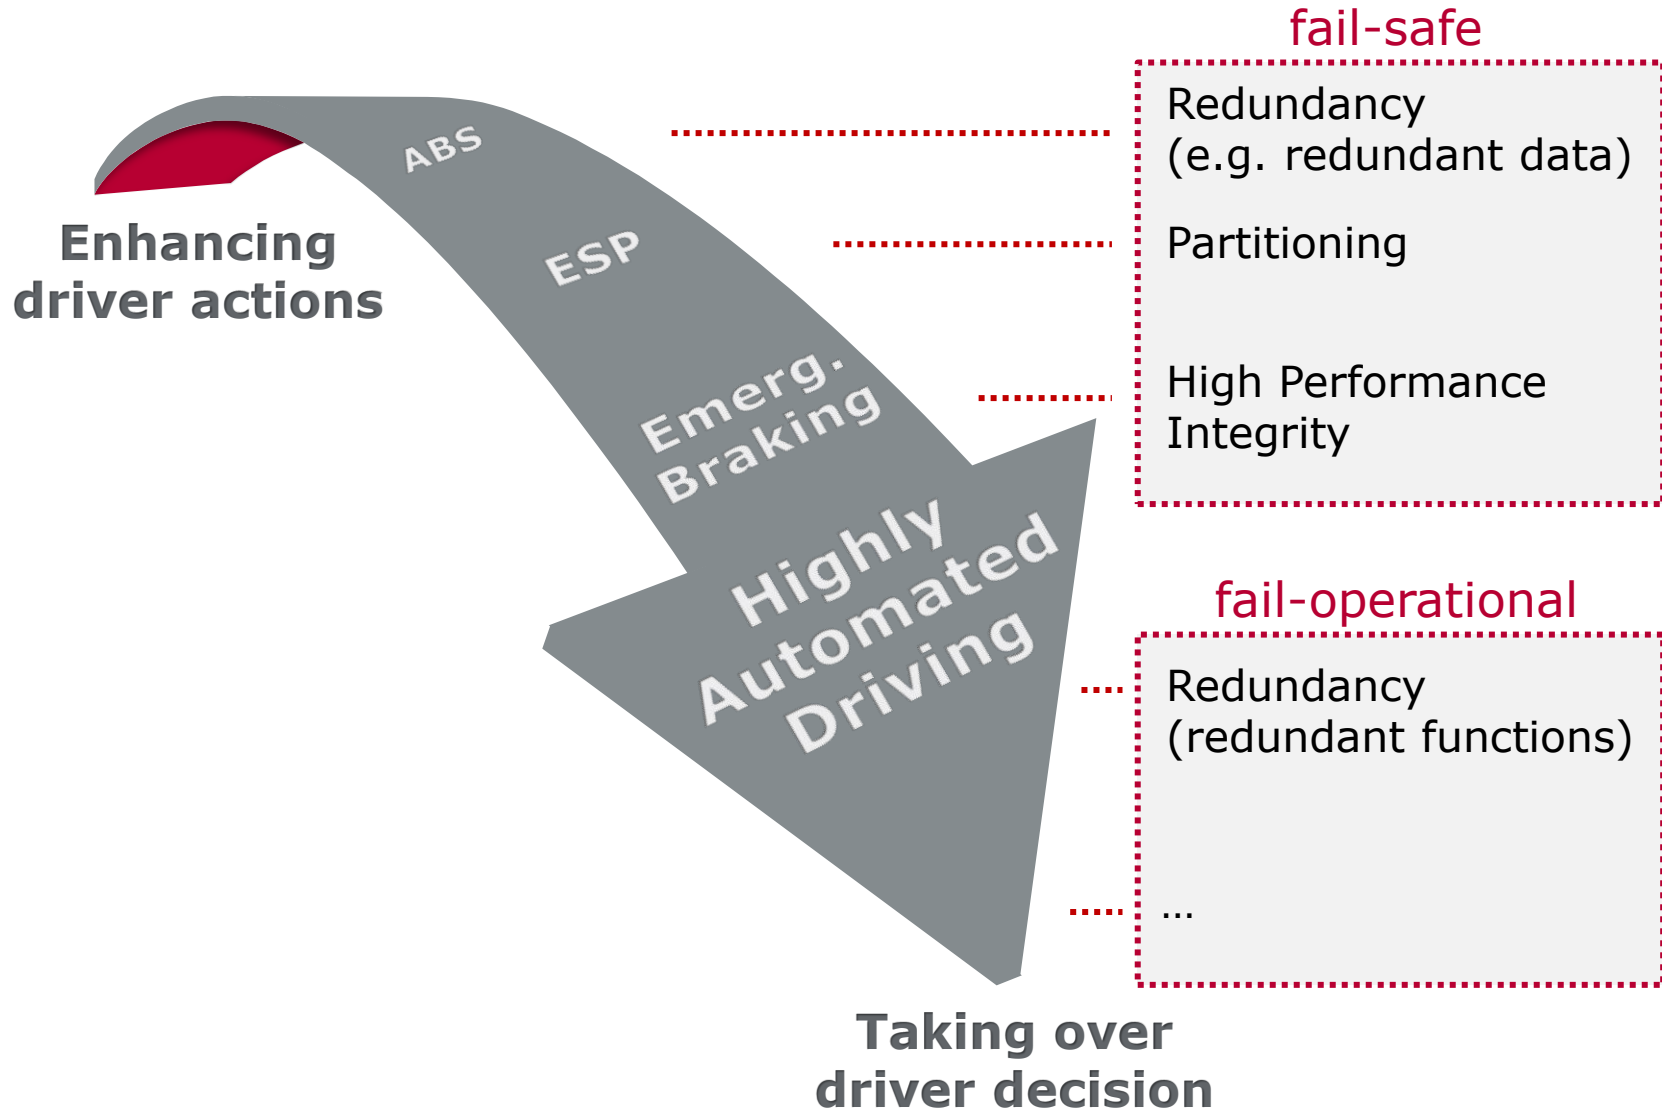 fail-safe
Redundancy
(e.g. redundant data)
Partitioning
High Performance
Integrity
ABS
ESP
Emerg.
Braking
Highly
Automated
Driving
Enhancing
driver actions
fail-operational
Redundancy
(redundant functions)
...
Taking over
driver decision